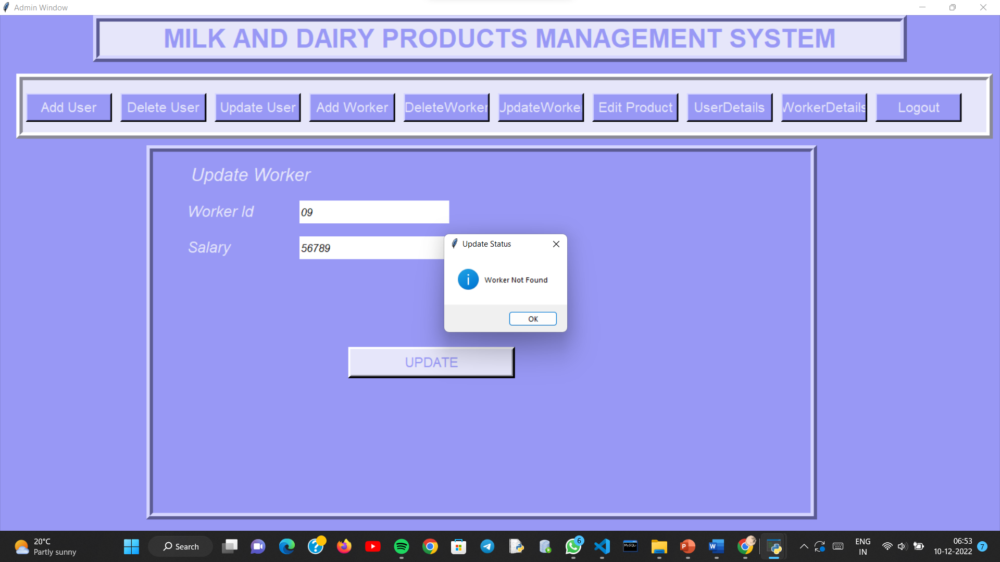 Admin Window
MILK AND DAIRY PRODUCTS MANAGEMENT SYSTEM
Add User Delete User Update User Add Worker DeleteWorker UpdateWorke Edit Product UserDetails WorkerDetails Logout
Update Worker
Worker Id 09
Salary 56789
Update Status
Worker Not Found
OK
UPDATE
20°C
Partly sunny
Search
6
MySQL
P
W
ENG
IN
06:53
10-12-2022
7